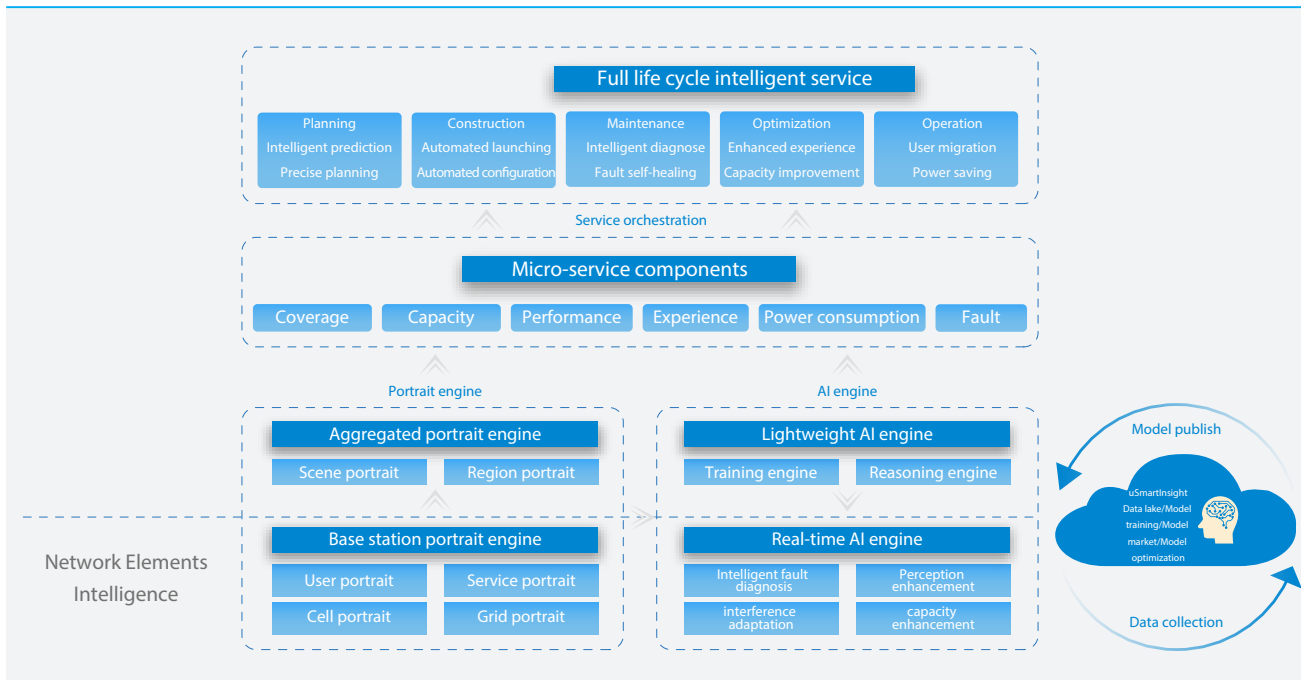 Full life cycle intelligent service
Planning
Intelligent prediction
Precise planning
Construction
Automated launching
Automated configuration
Maintenance
Intelligent diagnose
Fault self-healing
Optimization
Enhanced experience
Capacity improvement
Operation
User migration
Power saving
Service orchestration
Micro-service components
Coverage
Capacity
Performance
Experience
Power consumption
Fault
Portrait engine
AI engine
Aggregated portrait engine
Scene portrait
Region portrait
Lightweight AI engine
Training engine
Reasoning engine
Network Elements
Intelligence
Base station portrait engine
User portrait
Service portrait
Cell portrait
Grid portrait
Real-time AI engine
Intelligent fault
diagnosis
Perception
enhancement
interference
adaptation
capacity
enhancement
Model publish
uSmartInsight
Data lake/Model
training/Model
market/Model
optimization
Data collection